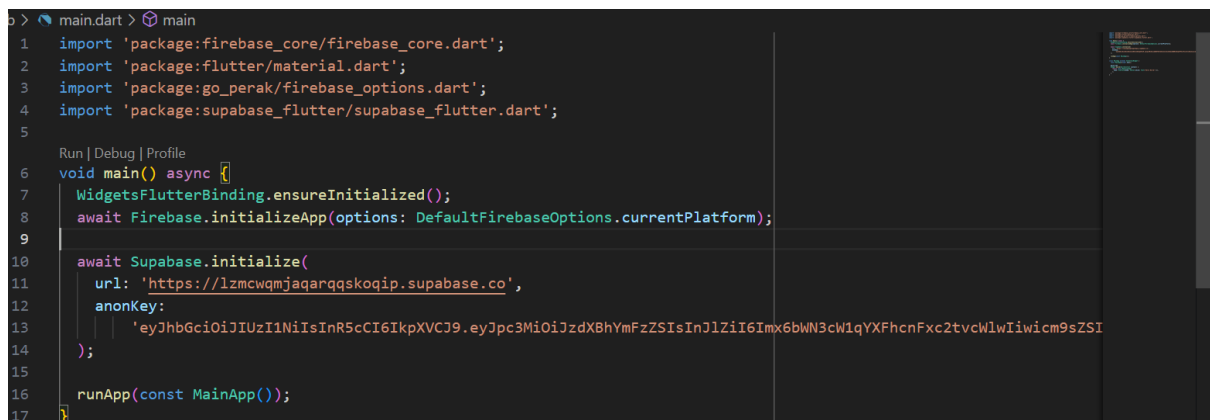 main.dart > main
1 import 'package:firebase_core/firebase_core.dart';
2 import 'package:flutter/material.dart';
3 import 'package:go_perak/firebase_options.dart';
4 import 'package:supabase_flutter/supabase_flutter.dart';
5
Run | Debug | Profile
6 void main() async {
7 WidgetsFlutterBinding.ensureInitialized();
8 await Firebase.initializeApp(options: DefaultFirebaseOptions.currentPlatform);
9
10 await Supabase.initialize(
11 url: 'https://lzmcwqmjaqarqqskoqip.supabase.co',
12 anonKey:
13 'eyJhbGciOiJIUzI1NiIsInR5cCI6IkpXVCJ9.eyJpc3MiOiJzdXBhYmFzZSIsInJlZiI6Imx6bWN3cW1qYXFhcnFxc2tvcWlwIiwicm9sZSI
14 );
15
16 runApp(const MainApp());
17 }